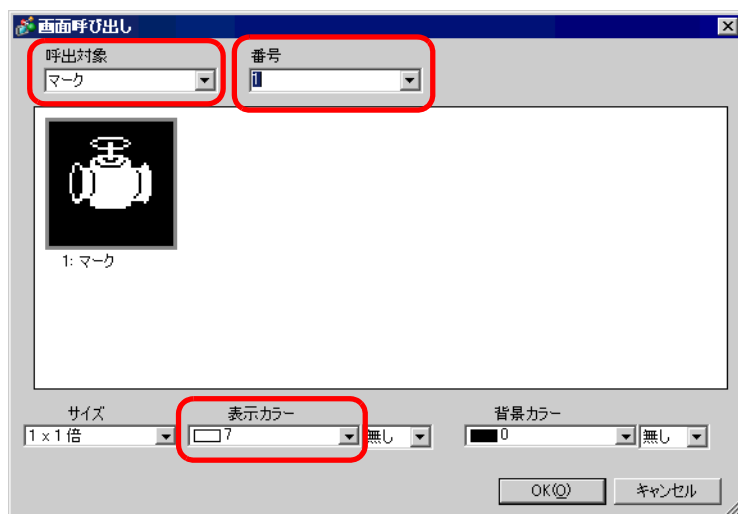 画面呼び出し
呼出対象 番号
マーク 1
1: マーク
サイズ 表示カラー 背景カラー
1 x 1 倍 7 無し 0 無し
OK(O) キャンセル